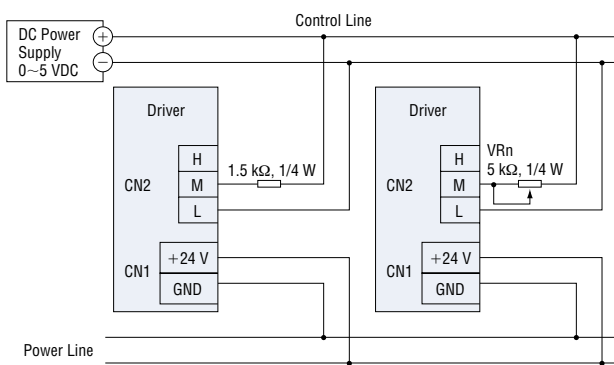 Control Line
DC Power
Supply
0~5 VDC
+
−
Driver
H
M
L
CN2
1.5 kΩ, 1/4 W
+24 V
GND
CN1
Driver
H
M
L
CN2
VRn
5 kΩ, 1/4 W
+24 V
GND
CN1
Power Line